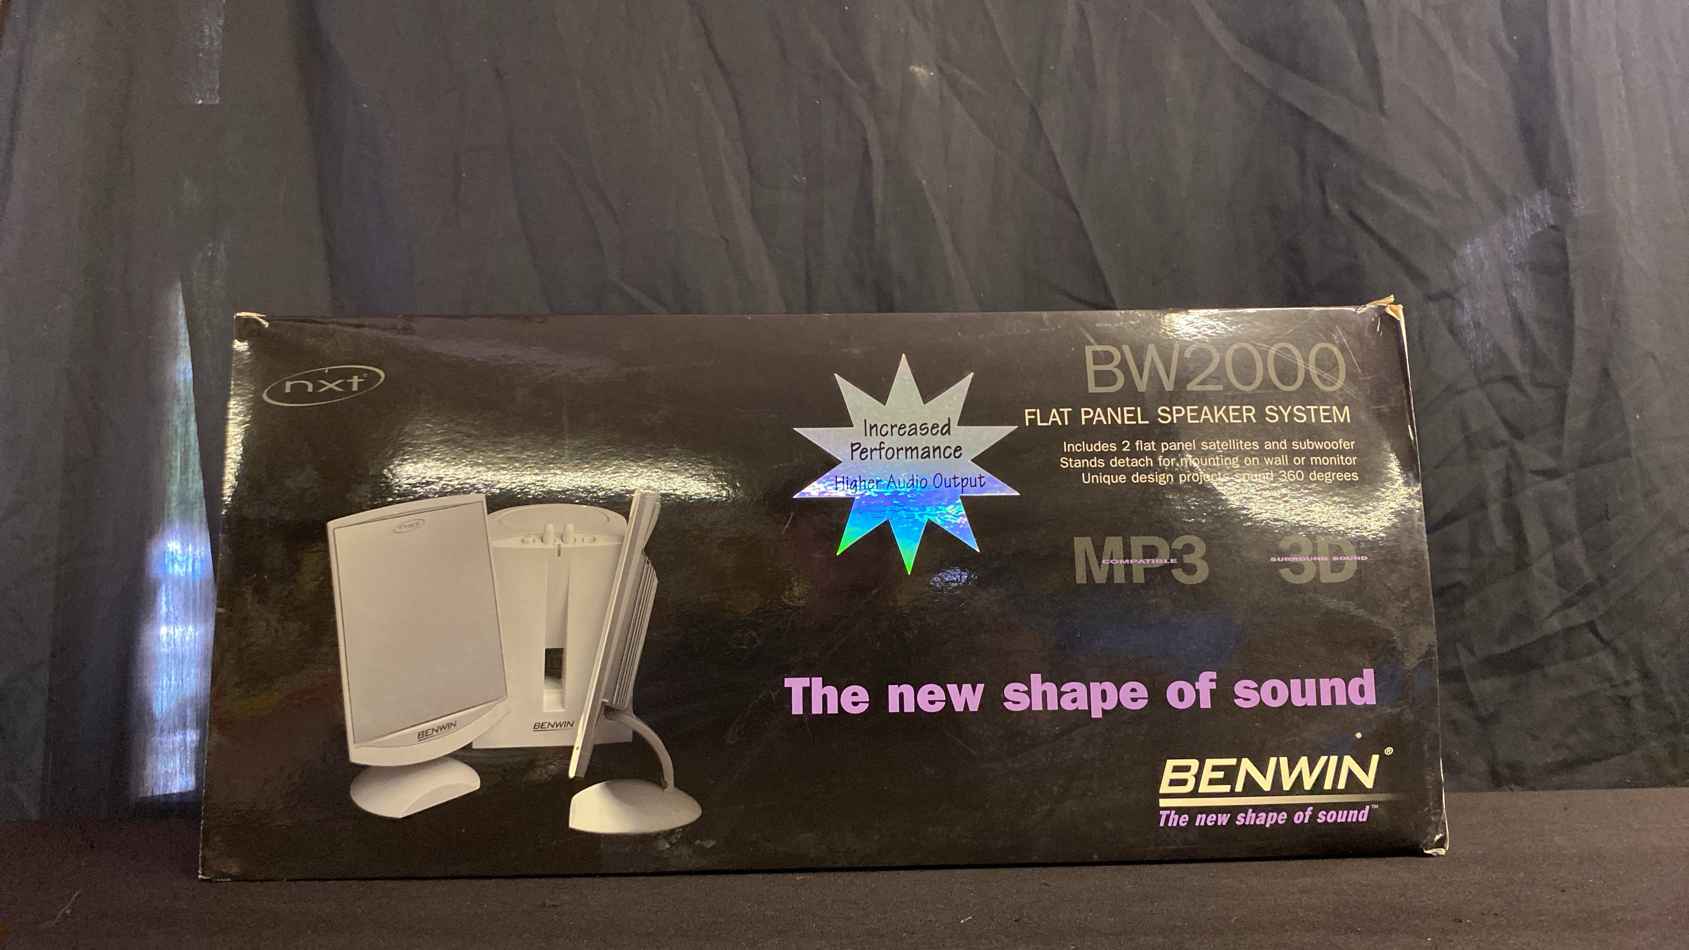 nxt
Increased
Performance
Higher Audio Output
BW2000
FLAT PANEL SPEAKER SYSTEM
Includes 2 flat panel satellites and subwoofer
Stands detach for mounting on wall or monitor
Unique design projects sound 360 degrees
MP3
COMPATIBLE
3D
SURROUND SOUND
BENWIN
BENWIN
The new shape of sound
BENWIN®
The new shape of sound™